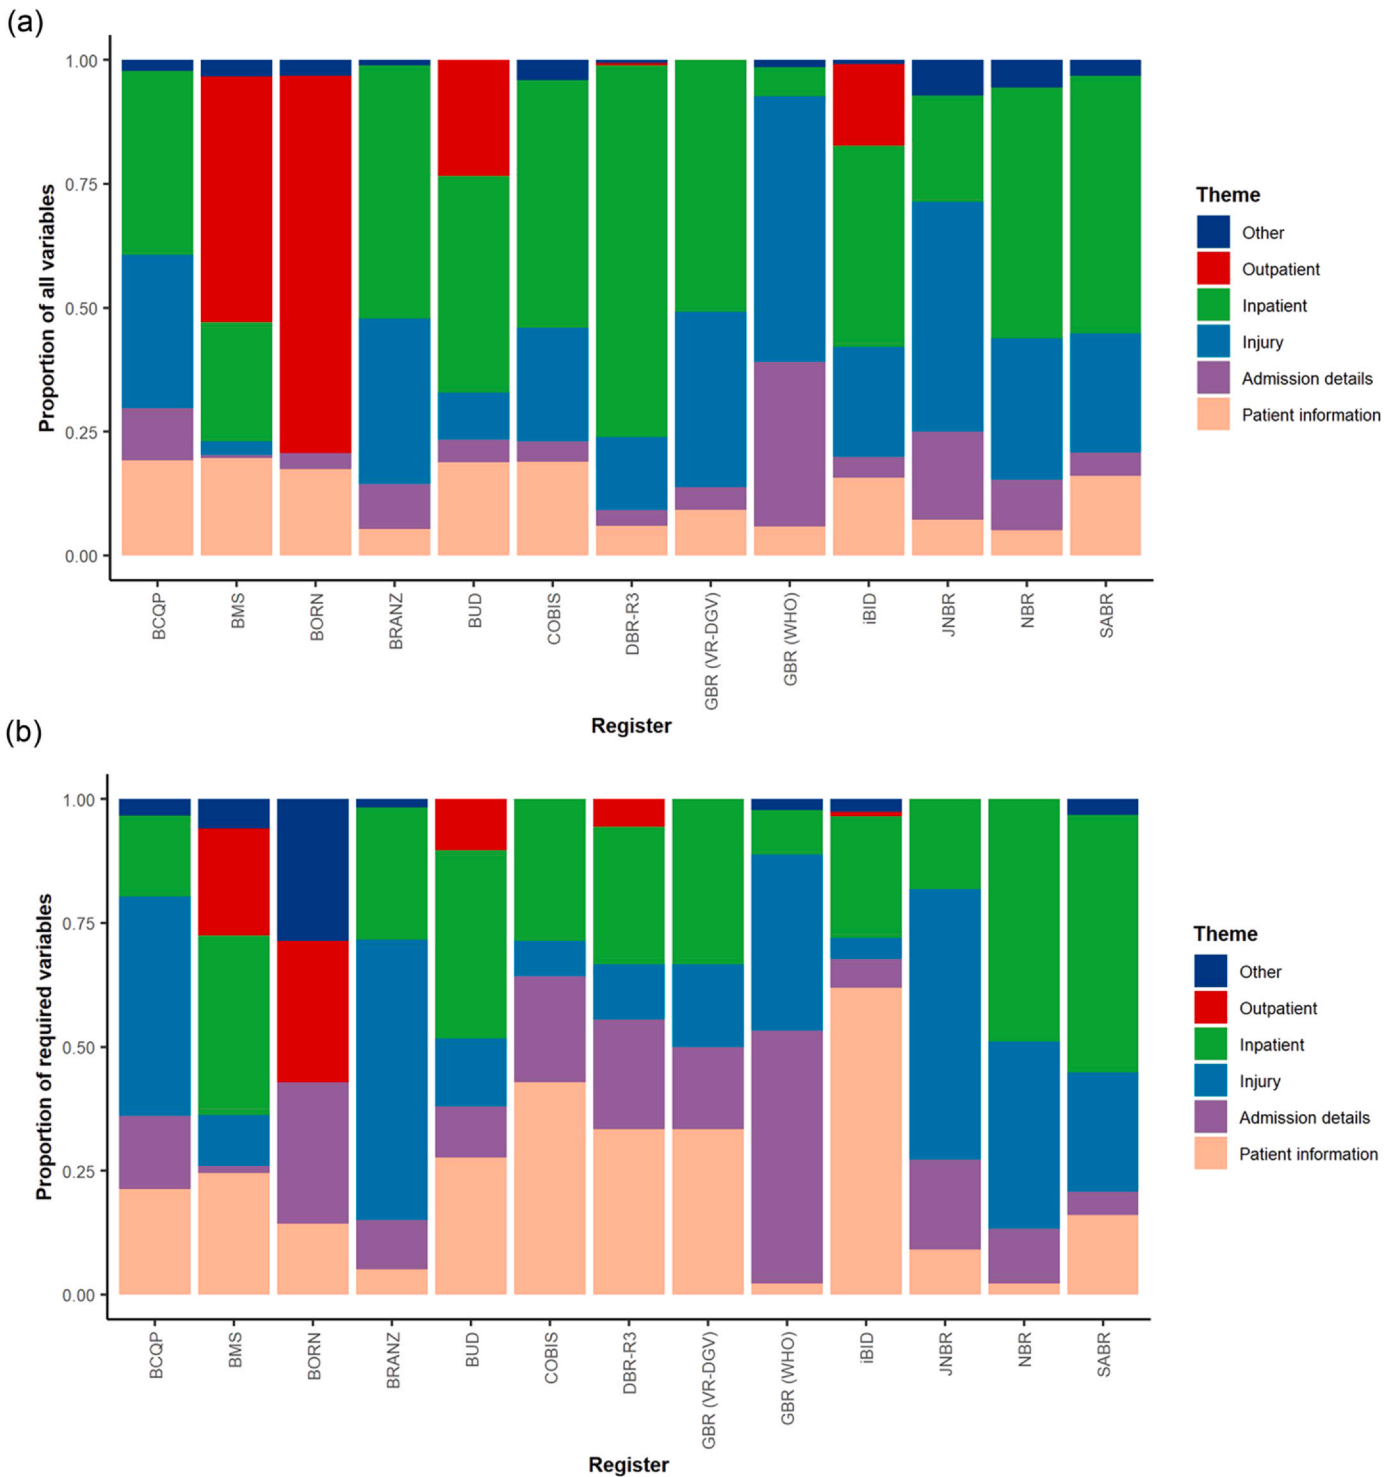 (a)
Proportion of all variables
1.00
0.75
0.50
0.25
0.00
BCQP
BMS
BORN
BRANZ
BUD
COBIS
DBR-R3
GBR (VR-DGV)
GBR (WHO)
iBID
JNBR
NBR
SABR
Register
Theme
Other
Outpatient
Inpatient
Injury
Admission details
Patient information
(b)
Proportion of required variables
1.00
0.75
0.50
0.25
0.00
BCQP
BMS
BORN
BRANZ
BUD
COBIS
DBR-R3
GBR (VR-DGV)
GBR (WHO)
iBID
JNBR
NBR
SABR
Register
Theme
Other
Outpatient
Inpatient
Injury
Admission details
Patient information